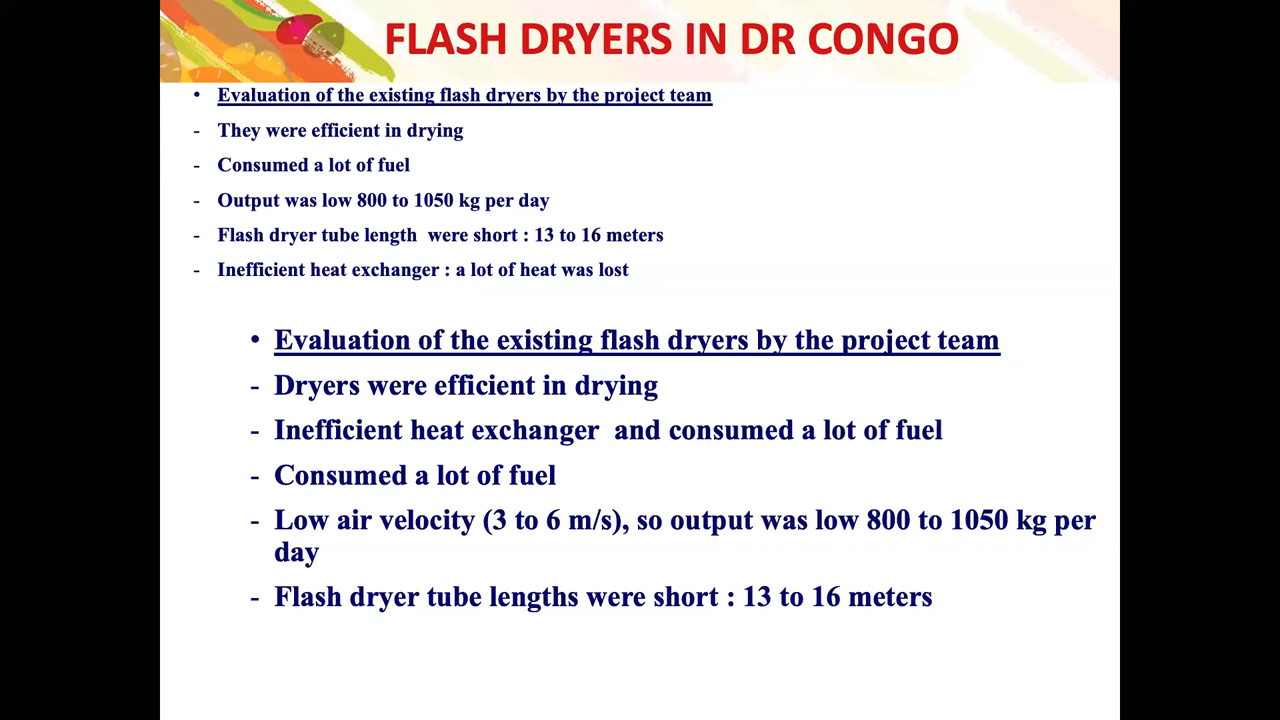 FLASH DRYERS IN DR CONGO
• Evaluation of the existing flash dryers by the project team
- They were efficient in drying
- Consumed a lot of fuel
- Output was low 800 to 1050 kg per day
- Flash dryer tube length were short : 13 to 16 meters
- Inefficient heat exchanger : a lot of heat was lost
• Evaluation of the existing flash dryers by the project team
- Dryers were efficient in drying
- Inefficient heat exchanger and consumed a lot of fuel
- Consumed a lot of fuel
- Low air velocity (3 to 6 m/s), so output was low 800 to 1050 kg per
day
- Flash dryer tube lengths were short : 13 to 16 meters